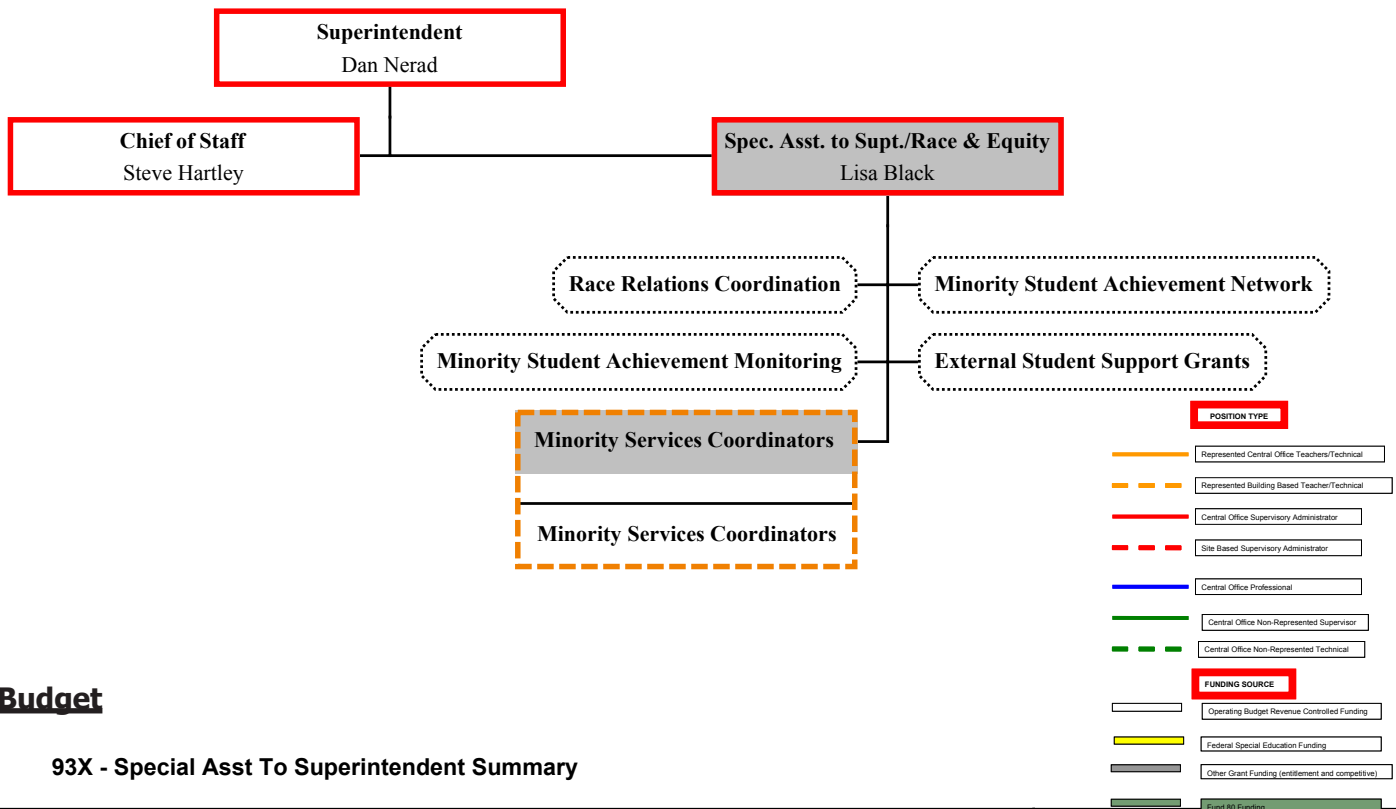 Superintendent
Dan Nerad
Chief of Staff
Steve Hartley
Spec. Asst. to Supt./Race & Equity
Lisa Black
Race Relations Coordination
Minority Student Achievement Network
Minority Student Achievement Monitoring
External Student Support Grants
Minority Services Coordinators
Minority Services Coordinators
POSITION TYPE
Represented Central Office Teachers/Technical
Represented Building Based Teacher/Technical
Central Office Supervisory Administrator
Site Based Supervisory Administrator
Central Office Professional
Central Office Non-Represented Supervisor
Central Office Non-Represented Technical
FUNDING SOURCE
Operating Budget Revenue Controlled Funding
Federal Special Education Funding
Other Grant Funding (entitlement and competitive)
Fund 80 Funding
Budget
93X - Special Asst To Superintendent Summary